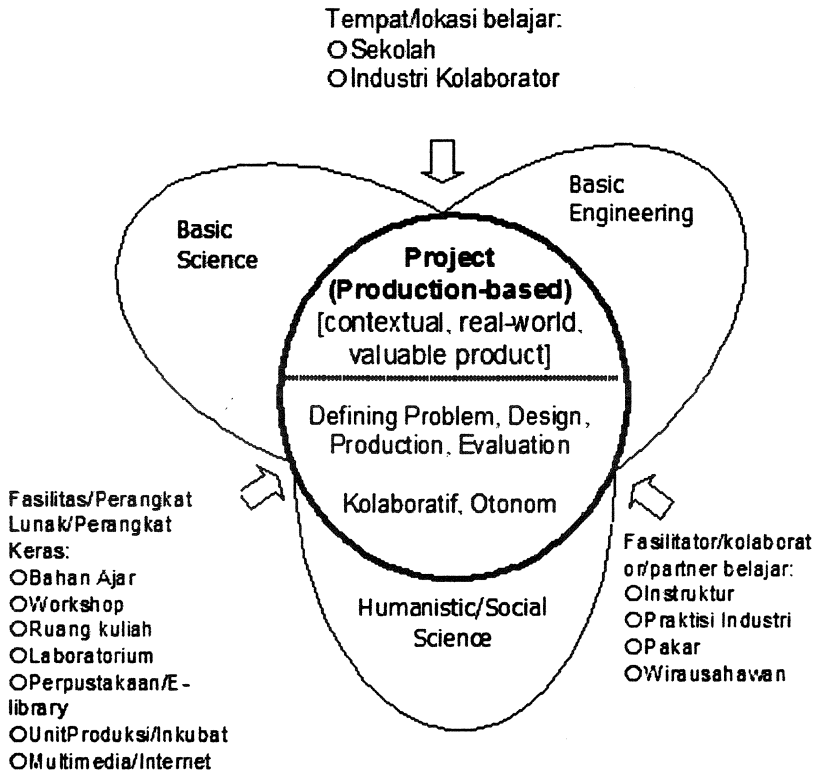 Tempat/lokasi belajar:
O Sekolah
O Industri Kolaborator
Basic
Science
Basic
Engineering
Project
(Production-based)
[contextual, real-world,
valuable product]
Defining Problem, Design,
Production, Evaluation
Kolaboratif, Otonom
Humanistic/Social
Science
Fasilitas/Perangkat
Lunak/Perangkat
Keras:
O Bahan Ajar
O Workshop
O Ruang kuliah
O Laboratorium
O Perpustakaan/E-
library
O UnitProduksi/Inkubat
O Multimedia/Internet
Fasilitator/kolaborat
or/partner belajar:
O Instruktur
O Praktisi Industri
O Pakar
O Wirausahawan